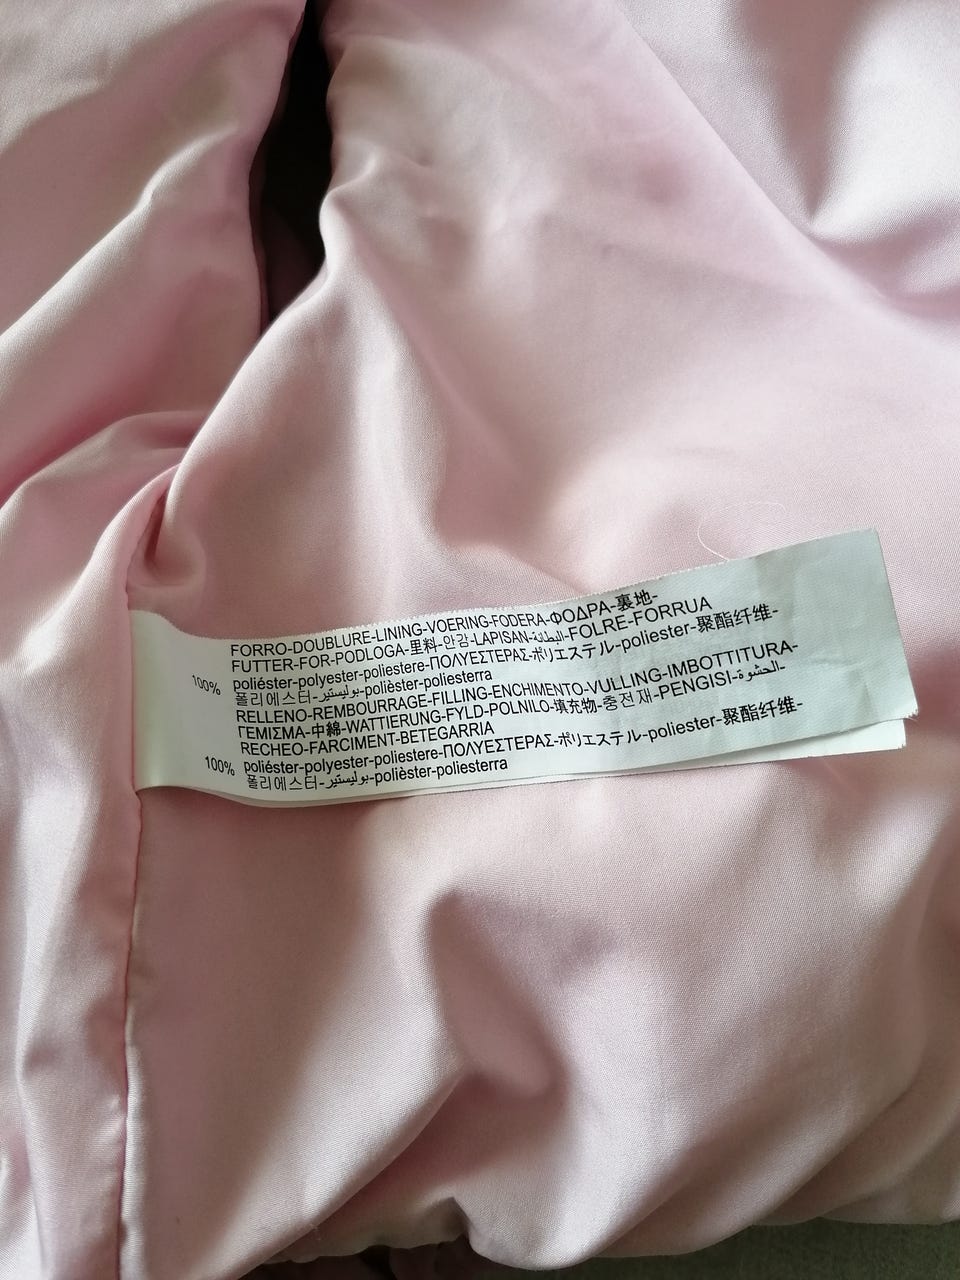 FORRO-DOUBLURE-LINING-VOERING-FODERA-ΦΟΔΡΑ-裏地-
FUTTER-FOR-PODLOGA-里料-안감-LAPISAN-البطانة-FOLRE-FORRUA
100% poliéster-polyester-poliestere-ΠΟΛΥΕΣΤΕΡΑΣ-ポリエステル-poliester-聚酯纤维-
폴리에스터-بوليستير-polièster-poliesterra
RELLENO-REMBOURRAGE-FILLING-ENCHIMENTO-VULLING-IMBOTTITURA-
ΓΕΜΙΣΜΑ-中綿-WATTIERUNG-FYLD-POLNILO-填充物-충전재-PENGISI-الحشوة-
RECHEO-FARCIMENT-BETEGARRIA
100% poliéster-polyester-poliestere-ΠΟΛΥΕΣΤΕΡΑΣ-ポリエステル-poliester-聚酯纤维-
폴리에스터-بوليستير-polièster-poliesterra